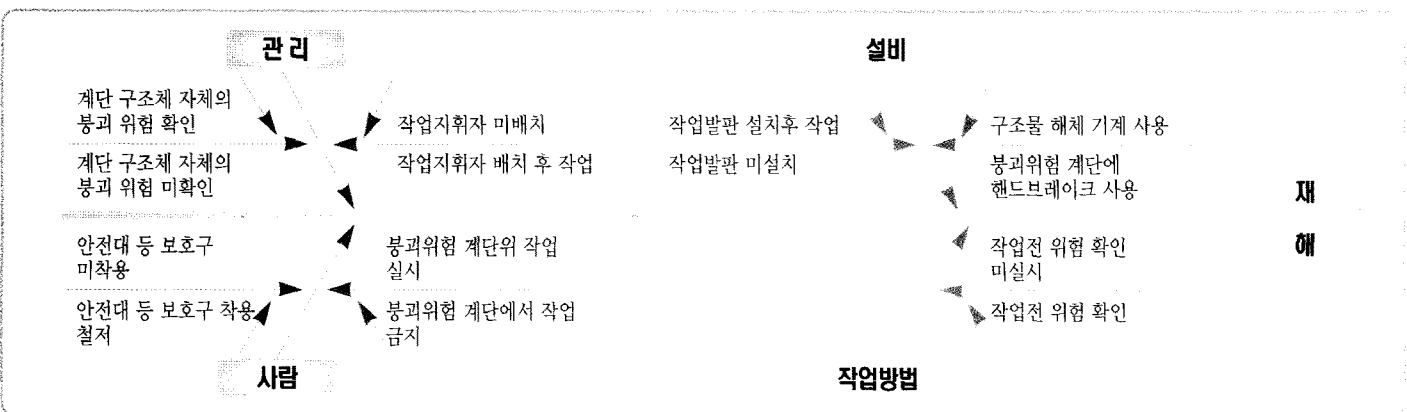 관리
설비
계단 구조체 자체의
붕괴 위험 확인
작업지휘자 미배치
작업발판 설치후 작업
구조물 해체 기계 사용
계단 구조체 자체의
붕괴 위험 미확인
작업지휘자 배치 후 작업
작업발판 미설치
붕괴위험 계단에
핸드브레이크 사용
재
해
안전대 등 보호구
미착용
붕괴위험 계단위 작업
실시
작업전 위험 확인
미실시
안전대 등 보호구 착용
철저
붕괴위험 계단에서 작업
금지
작업전 위험 확인
사람
작업방법